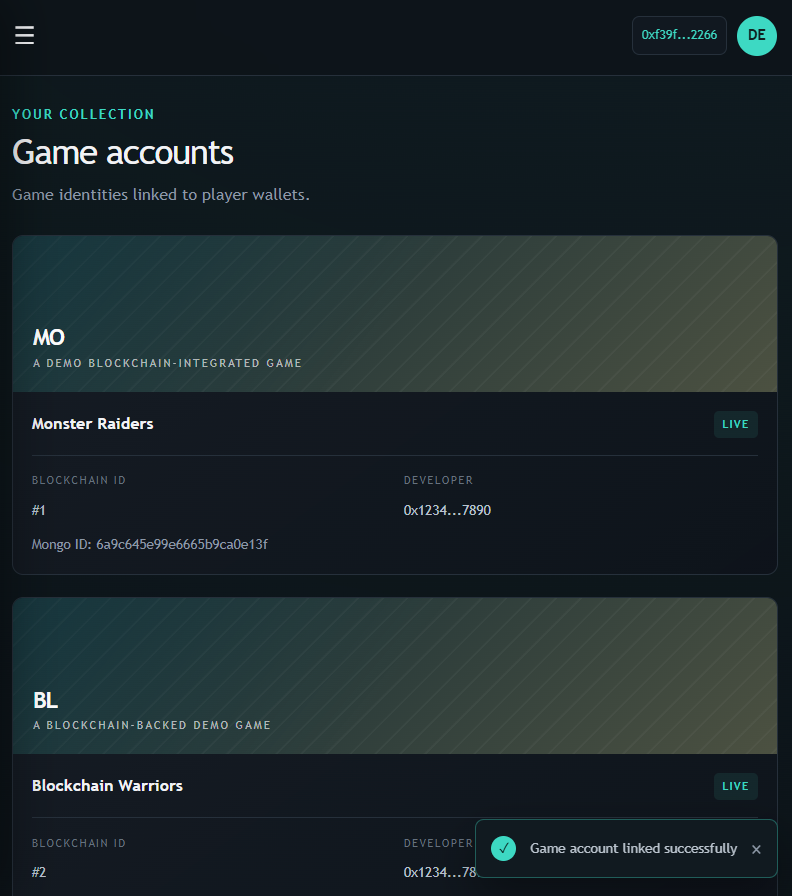 0xf39f...2266
DE
YOUR COLLECTION
Game accounts
Game identities linked to player wallets.
MO
A DEMO BLOCKCHAIN-INTEGRATED GAME
Monster Raiders
LIVE
BLOCKCHAIN ID
DEVELOPER
#1
0x1234...7890
Mongo ID: 6a9c645e99e6665b9ca0e13f
BL
A BLOCKCHAIN-BACKED DEMO GAME
Blockchain Warriors
LIVE
BLOCKCHAIN ID
DEVELOPER
#2
0x1234...78
Game account linked successfully